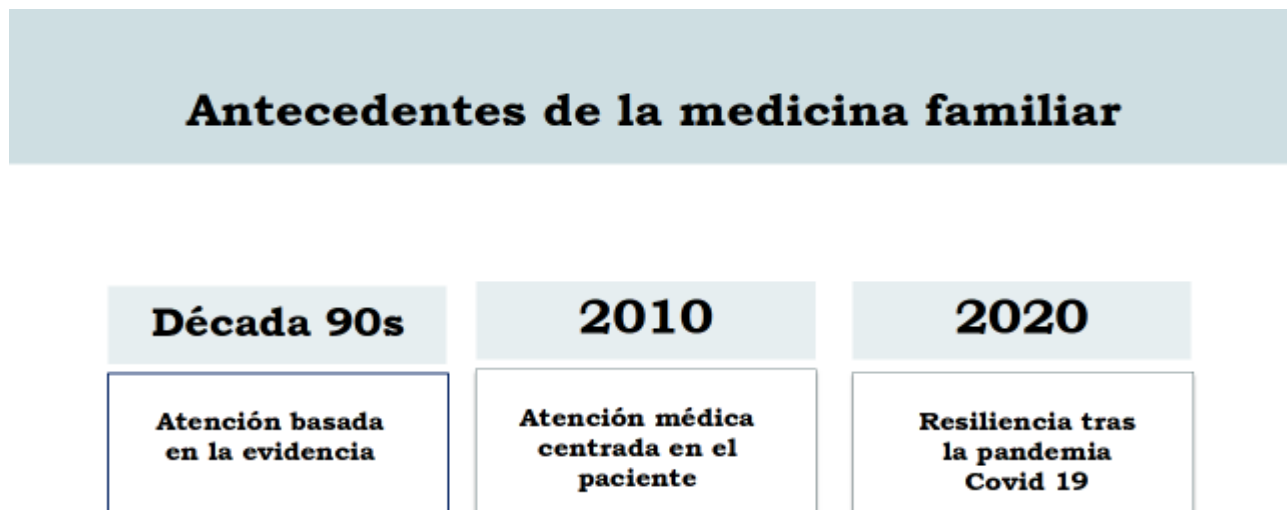 Antecedentes de la medicina familiar
Década 90s
Atención basada
en la evidencia
2010
Atención médica
centrada en el
paciente
2020
Resiliencia tras
la pandemia
Covid 19